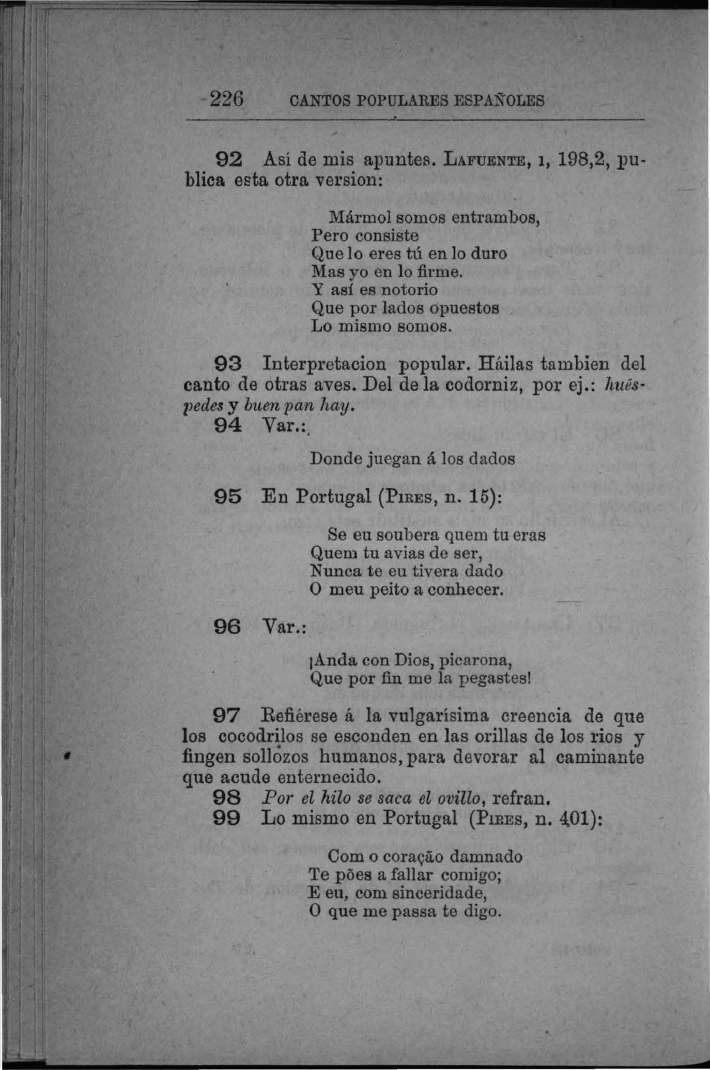 226 CANTOS POPULARES ESPAÑOLES
92 Así de mis apuntes. LAFUENTE, I, 198,2, pu-
blica esta otra version:
Mármol somos entrambos,
Pero consiste
Que lo eres tú en lo duro
Mas yo en lo firme.
Y así es notorio
Que por lados opuestos
Lo mismo somos.
93 Interpretacion popular. Háilas tambien del
canto de otras aves. Del de la codorniz, por ej.: hués-
pedes y buen pan hay.
94 Var.:
Donde juegan á los dados
95 En Portugal (PIRES, n. 15):
Se eu soubera quem tu eras
Quem tu avias de ser,
Nunca te eu tivera dado
O meu peito a conhecer.
96 Var.:
¡Anda con Dios, picarona,
Que por fin me la pegastes!
97 Refiérese á la vulgarísima creencia de que
los cocodrilos se esconden en las orillas de los rios y
fingen sollozos humanos, para devorar al caminante
que acude enternecido.
98 Por el hilo se saca el ovillo, refran.
99 Lo mismo en Portugal (PIRES, n. 401):
Com o coração damnado
Te pões a fallar comigo;
E eu, com sinceridade,
O que me passa te digo.